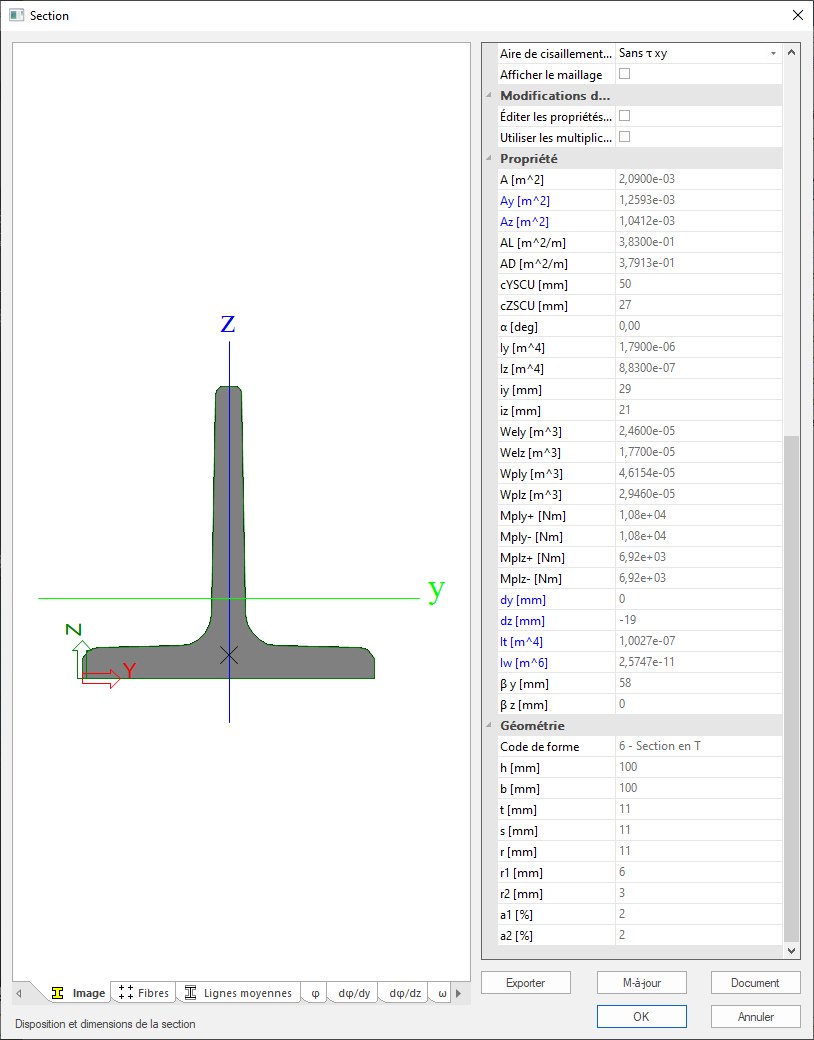 Section
Z
y
Z
Y
Aire de cisaillement... Sans τ xy
Afficher le maillage
Modifications d...
Éditer les propriétés...
Utiliser les multiplic...
Propriété
A [m^2] 2,0900e-03
Ay [m^2] 1,2593e-03
Az [m^2] 1,0412e-03
AL [m^2/m] 3,8300e-01
AD [m^2/m] 3,7913e-01
cYSCU [mm] 50
cZSCU [mm] 27
α [deg] 0,00
Iy [m^4] 1,7900e-06
Iz [m^4] 8,8300e-07
iy [mm] 29
iz [mm] 21
Wely [m^3] 2,4600e-05
Welz [m^3] 1,7700e-05
Wply [m^3] 4,6154e-05
Wplz [m^3] 2,9460e-05
Mply+ [Nm] 1,08e+04
Mply- [Nm] 1,08e+04
Mplz+ [Nm] 6,92e+03
Mplz- [Nm] 6,92e+03
dy [mm] 0
dz [mm] -19
It [m^4] 1,0027e-07
Iw [m^6] 2,5747e-11
β y [mm] 58
β z [mm] 0
Géométrie
Code de forme 6 - Section en T
h [mm] 100
b [mm] 100
t [mm] 11
s [mm] 11
r [mm] 11
r1 [mm] 6
r2 [mm] 3
a1 [%] 2
a2 [%] 2
Image Fibres Lignes moyennes φ dφ/dy dφ/dz ω
Exporter M-à-jour Document
Disposition et dimensions de la section
OK Annuler